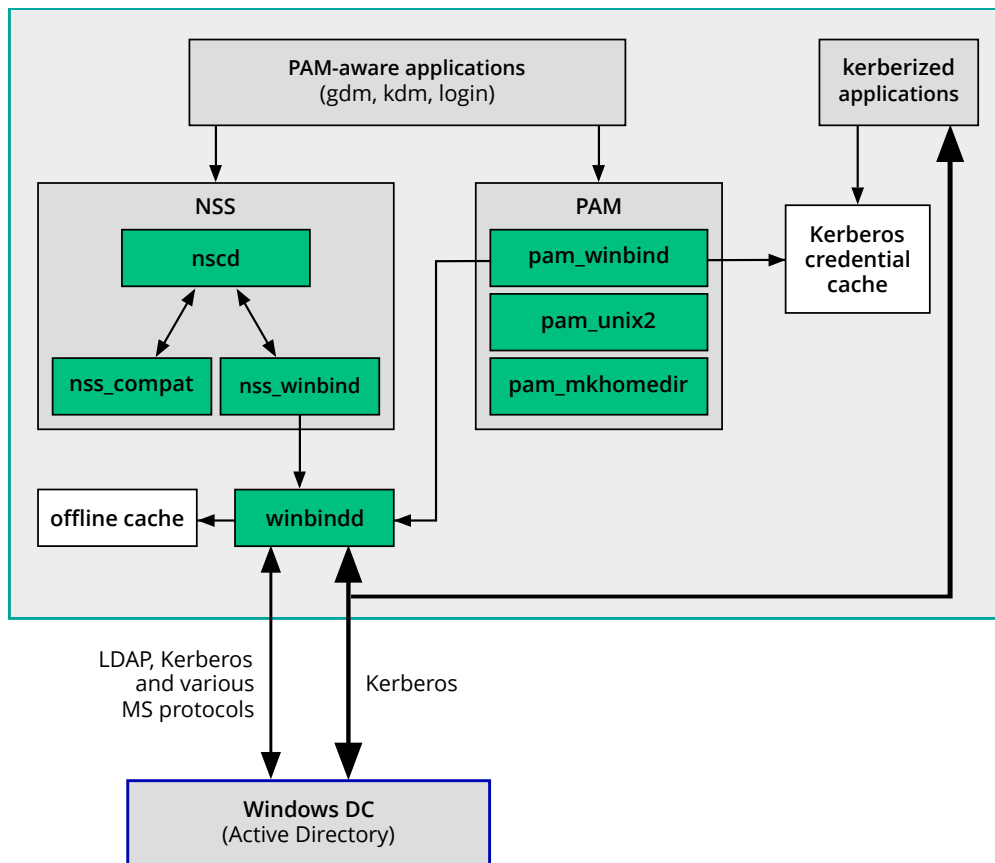 PAM-aware applications
(gdm, kdm, login)
kerberized
applications
NSS
nscd
nss_compat
nss_winbind
PAM
pam_winbind
pam_unix2
pam_mkhomedir
Kerberos
credential
cache
offline cache
winbindd
LDAP, Kerberos
and various
MS protocols
Kerberos
Windows DC
(Active Directory)